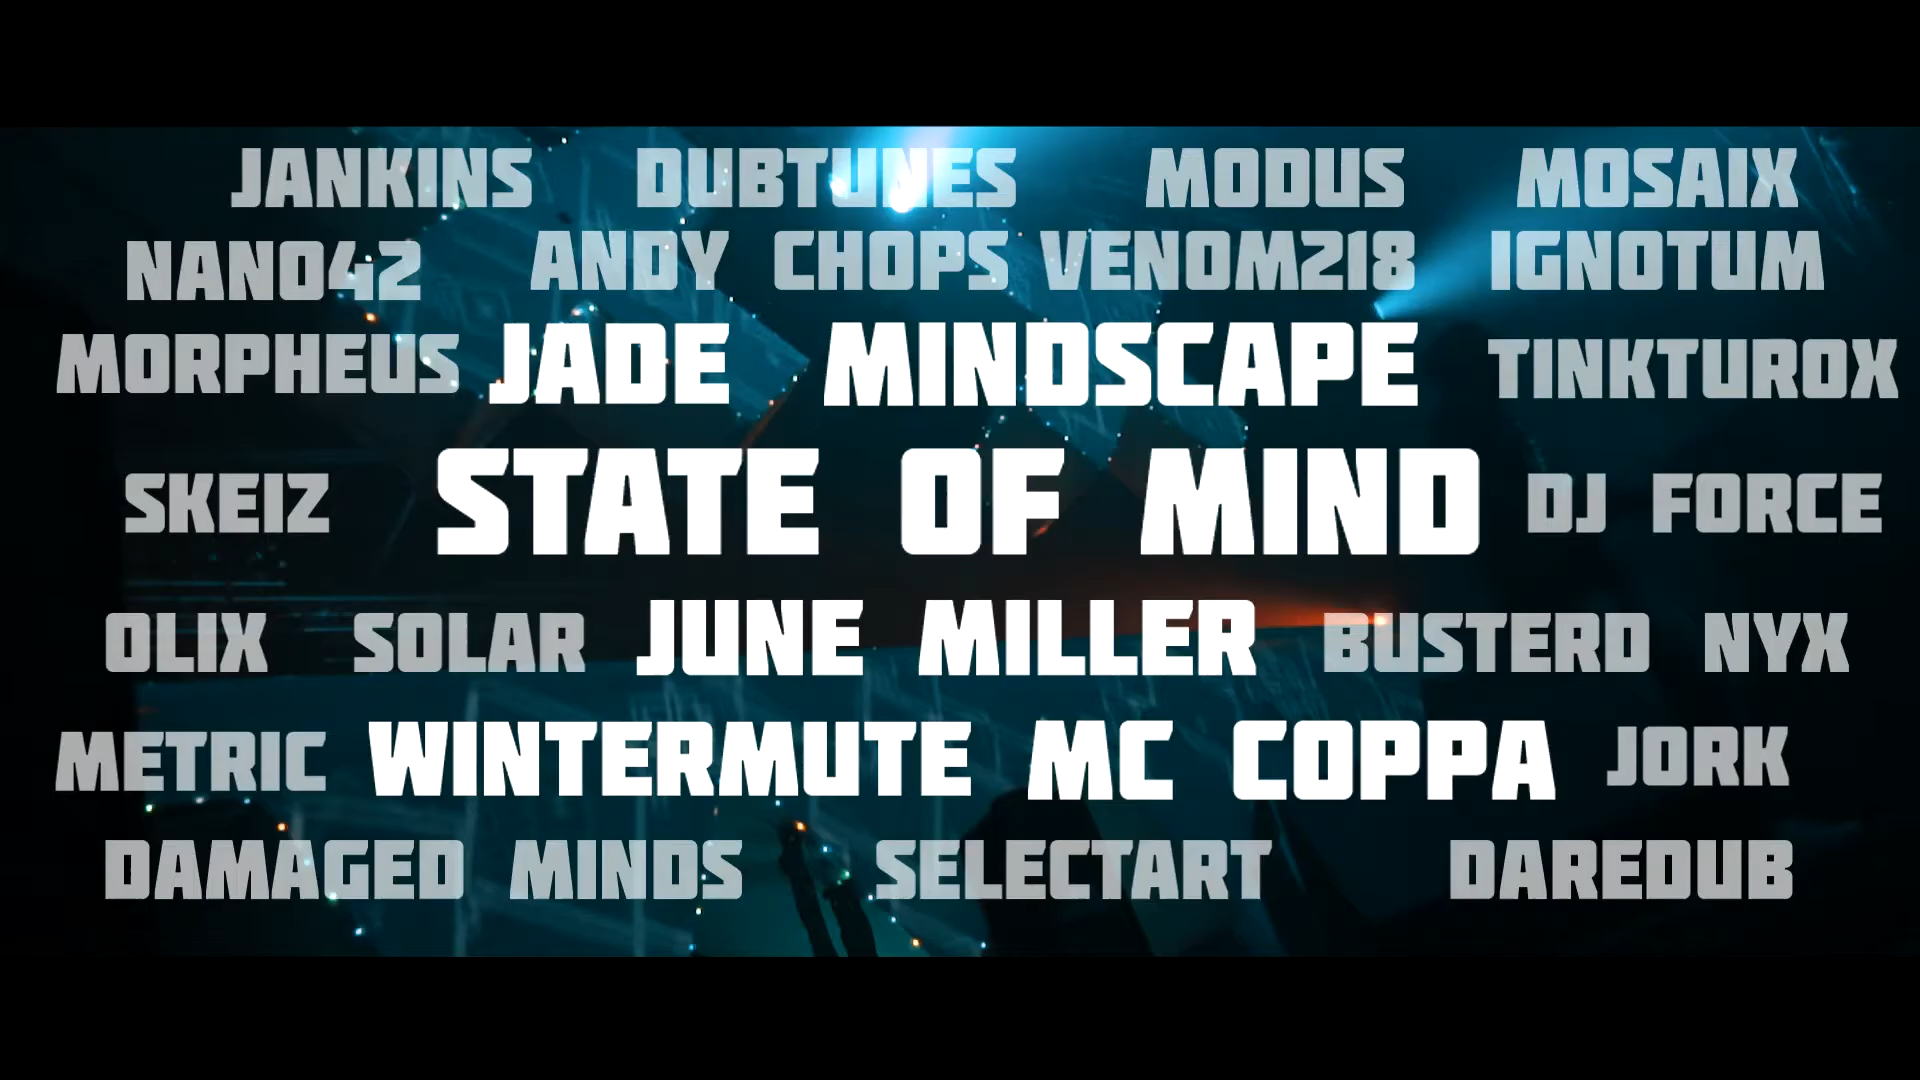 JANKINS DUBTUNES MODUS MOSAIX
NANO42 ANDY CHOPS VENOM218 IGNOTUM
MORPHEUS JADE MINDSCAPE TINKTUROX
SKEIZ STATE OF MIND DJ FORCE
OLIX SOLAR JUNE MILLER BUSTERD NYX
METRIC WINTERMUTE MC COPPA JORK
DAMAGED MINDS SELECTART DAREDUB